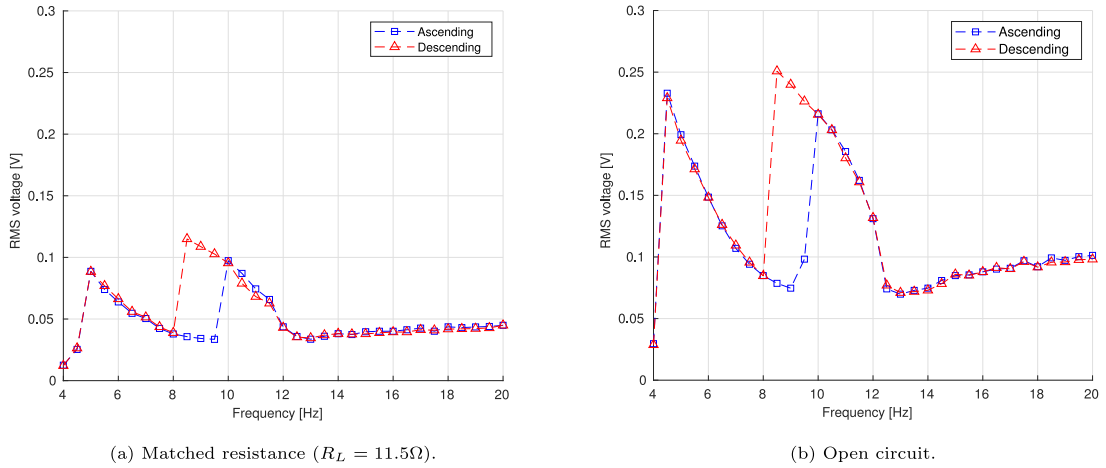 0.3
0.25
0.2
0.15
0.1
0.05
0
RMS voltage [V]
Ascending
Descending
4 6 8 10 12 14 16 18 20
Frequency [Hz]
(a) Matched resistance (R_L = 11.5Ω).
0.3
0.25
0.2
0.15
0.1
0.05
0
RMS voltage [V]
Ascending
Descending
4 6 8 10 12 14 16 18 20
Frequency [Hz]
(b) Open circuit.